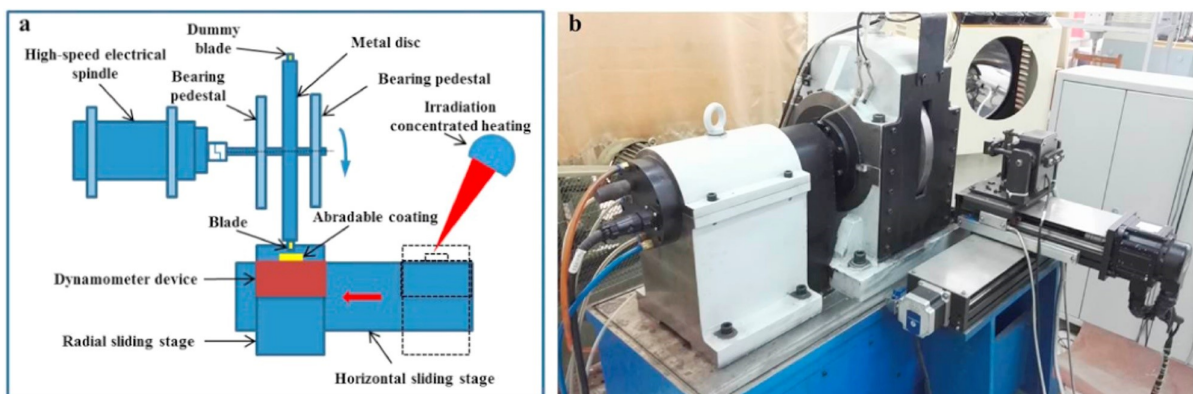 a
Dummy
blade
Metal disc
High-speed electrical
spindle
Bearing
pedestal
Bearing pedestal
Irradiation
concentrated heating
Blade
Abradable coating
Dynamometer device
Radial sliding stage
Horizontal sliding stage
b